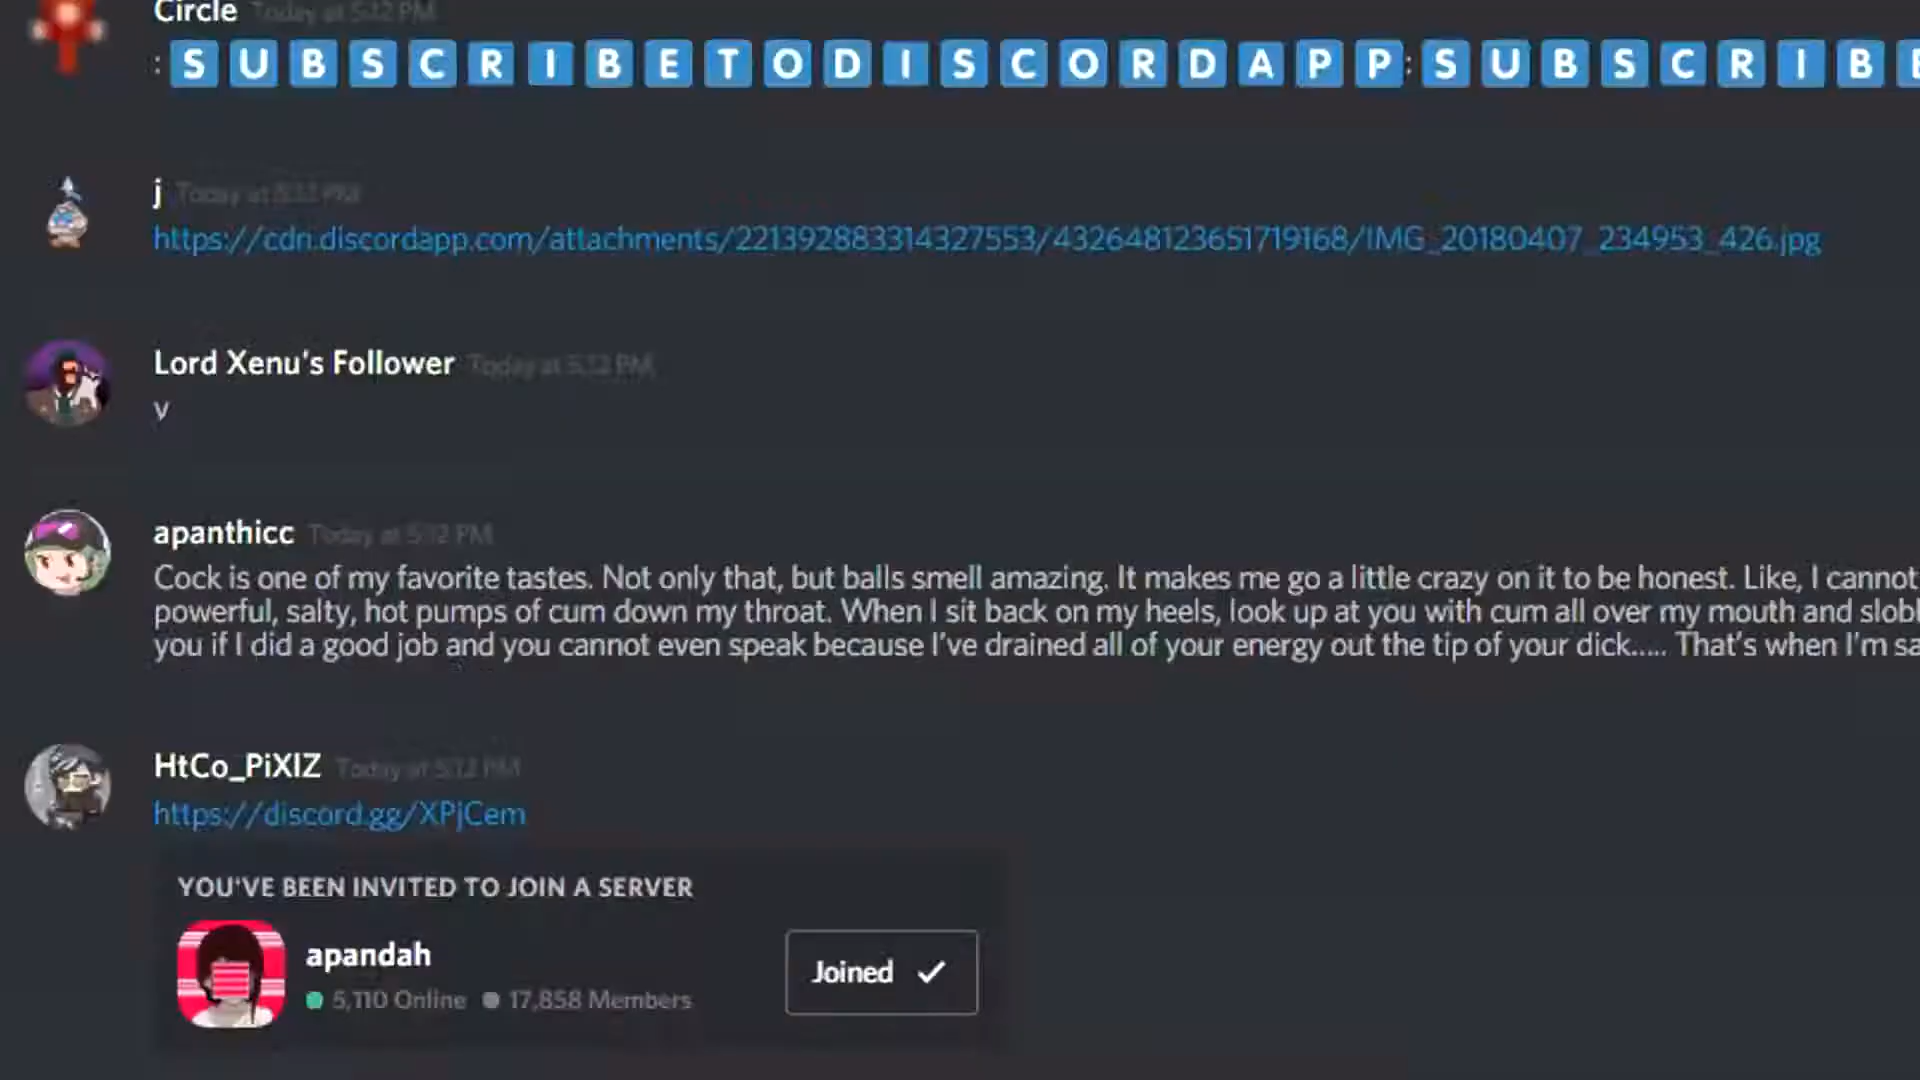 Circle Today at 5:12 PM
: S U B S C R I B E T O D I S C O R D A P P : S U B S C R I B E
j Today at 5:12 PM
https://cdn.discordapp.com/attachments/221392883314327553/432648123651719168/IMG_20180407_234953_426.jpg
Lord Xenu's Follower Today at 5:12 PM
v
apanthicc Today at 5:12 PM
Cock is one of my favorite tastes. Not only that, but balls smell amazing. It makes me go a little crazy on it to be honest. Like, I cannot
powerful, salty, hot pumps of cum down my throat. When I sit back on my heels, look up at you with cum all over my mouth and
you if I did a good job and you cannot even speak because I've drained all of your energy out the tip of your dick..... That's when I'm
HtCo_PiXlZ Today at 5:12 PM
https://discord.gg/XPjCem
YOU'VE BEEN INVITED TO JOIN A SERVER
apandah
5,110 Online 17,858 Members
Joined